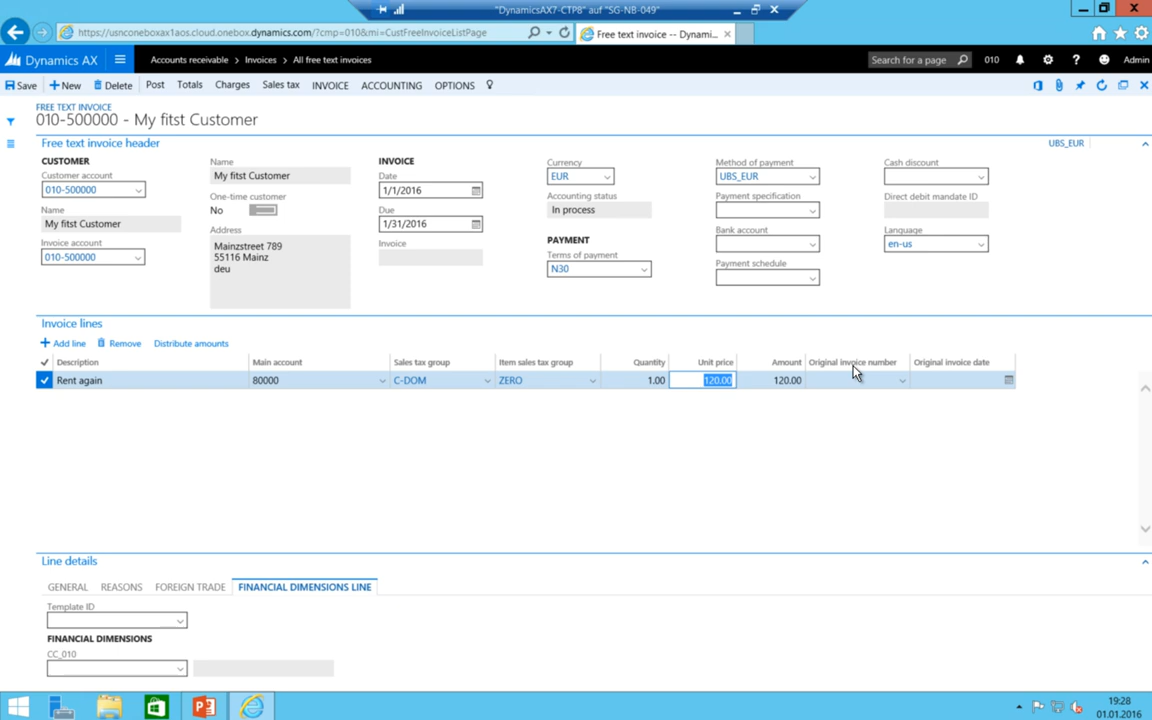 "DynamicsAX7-CTP8" auf "SG-NB-049"
https://usnconeboxax1aos.cloud.onebox.dynamics.com/?cmp=010&mi=CustFreeInvoiceListPage
Free text invoice -- Dynami...
Dynamics AX
Accounts receivable > Invoices > All free text invoices
Search for a page
010
? Admin
Save
New
Delete
Post
Totals
Charges
Sales tax
INVOICE
ACCOUNTING
OPTIONS
FREE TEXT INVOICE
010-500000 - My fitst Customer
Free text invoice header
UBS_EUR
CUSTOMER
Customer account
010-500000
Name
My fitst Customer
Invoice account
010-500000
Name
My fitst Customer
One-time customer
No
Address
Mainzstreet 789
55116 Mainz
deu
INVOICE
Date
1/1/2016
Due
1/31/2016
Invoice
Currency
EUR
Accounting status
In process
PAYMENT
Terms of payment
N30
Method of payment
UBS_EUR
Payment specification
Bank account
Payment schedule
Cash discount
Direct debit mandate ID
Language
en-us
Invoice lines
+ Add line
Remove
Distribute amounts
Description Main account Sales tax group Item sales tax group Quantity Unit price Amount Original invoice number Original invoice date
Rent again 80000 C-DOM ZERO 1.00 120.00 120.00
Line details
GENERAL
REASONS
FOREIGN TRADE
FINANCIAL DIMENSIONS LINE
Template ID
FINANCIAL DIMENSIONS
CC_010
19:28
01.01.2016